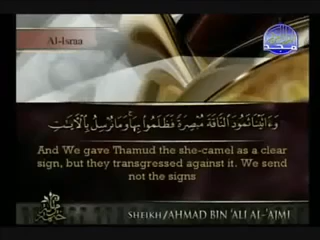 Al-Israa
المجد
وَءَاتَيْنَا ثَمُودَ ٱلنَّاقَةَ مُبْصِرَةً فَظَلَمُوا۟ بِهَا ۚ وَمَا نُرْسِلُ بِٱلْـَٔايَٰتِ
And We gave Thamud the she-camel as a clear
sign, but they transgressed against it. We send
not the signs
SHEIKH/AHMAD BIN 'ALI AL-'AJMI